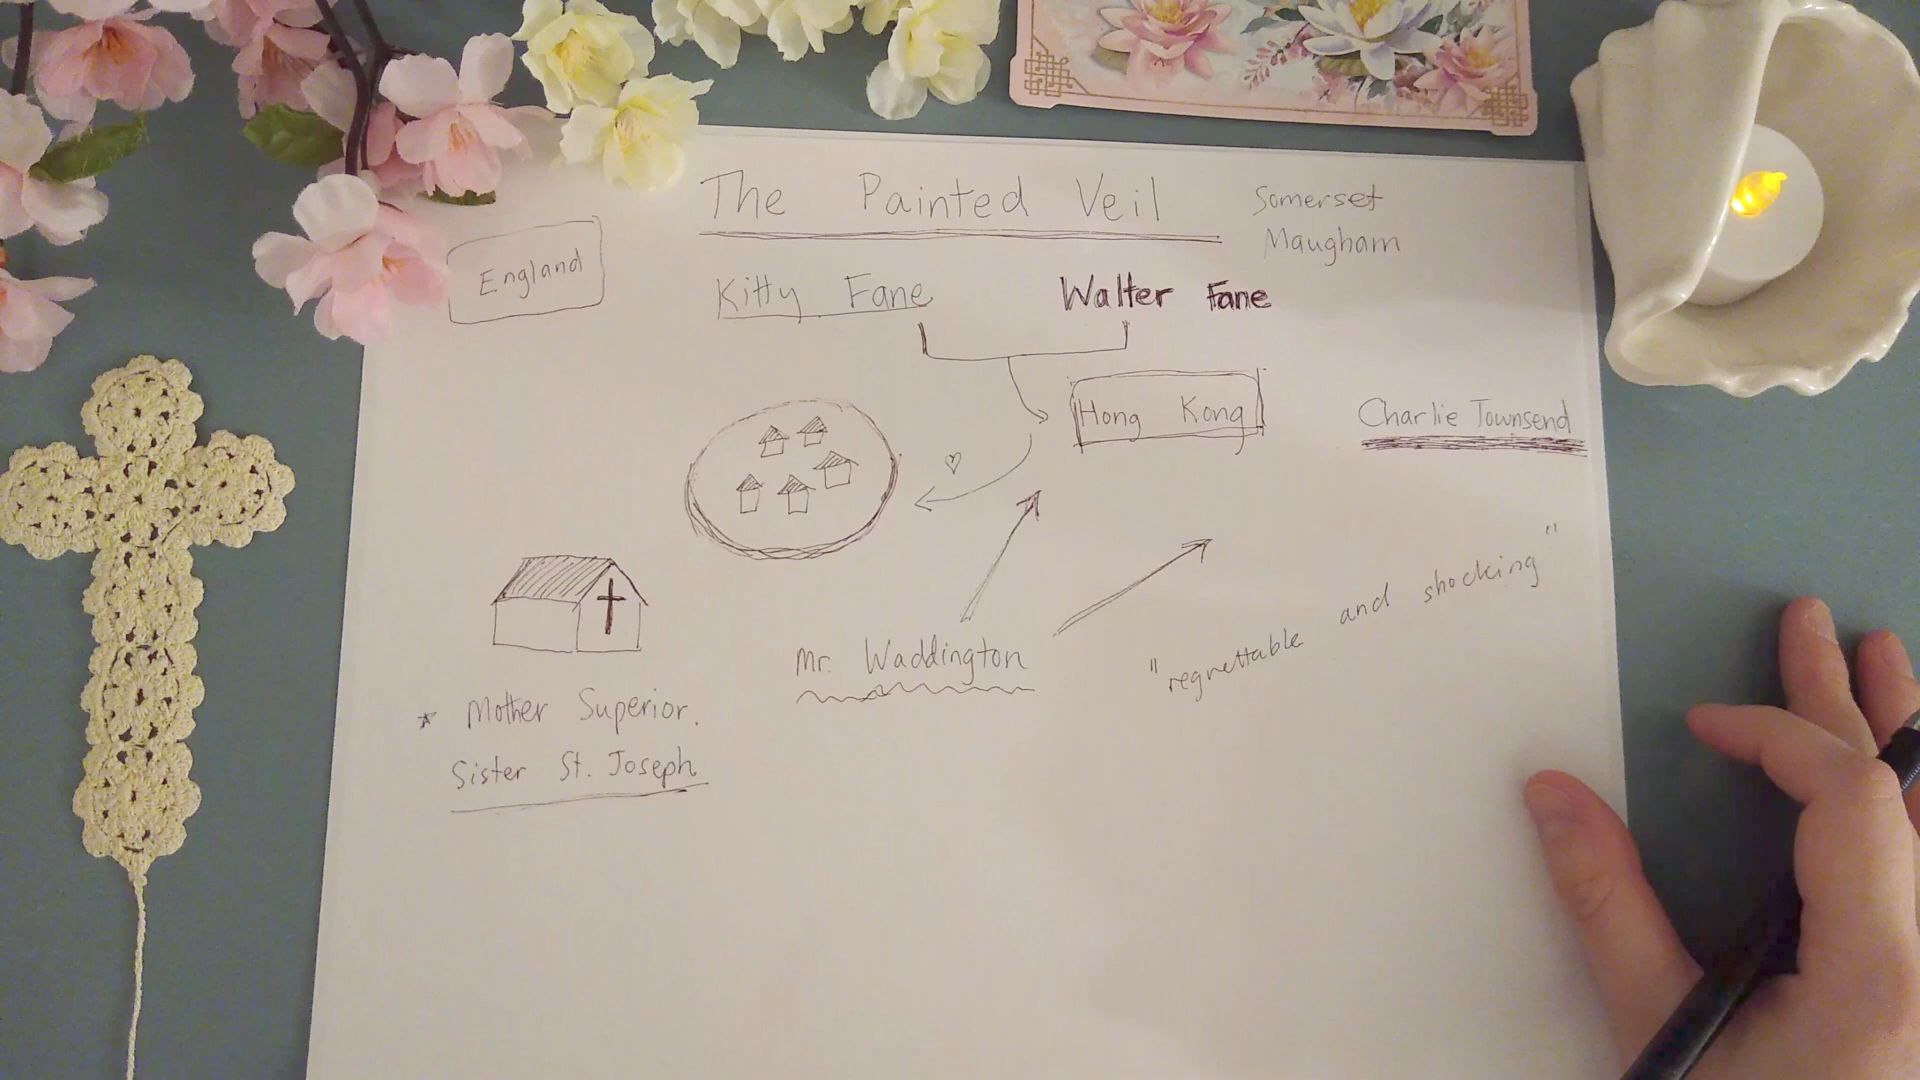 The Painted Veil
Somerset
Maugham
England
Kitty Fane
Walter Fane
Hong Kong
Charlie Townsend
"regrettable and shocking"
Mr. Waddington
* Mother Superior.
Sister St. Joseph